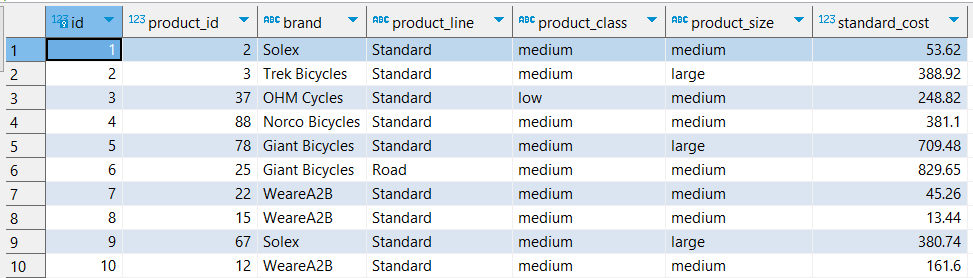 123 id 123 product_id ABC brand ABC product_line ABC product_class ABC product_size 123 standard_cost
1 1 2 Solex Standard medium medium 53.62
2 2 3 Trek Bicycles Standard medium large 388.92
3 3 37 OHM Cycles Standard low medium 248.82
4 4 88 Norco Bicycles Standard medium medium 381.1
5 5 78 Giant Bicycles Standard medium large 709.48
6 6 25 Giant Bicycles Road medium medium 829.65
7 7 22 WeareA2B Standard medium medium 45.26
8 8 15 WeareA2B Standard medium medium 13.44
9 9 67 Solex Standard medium large 380.74
10 10 12 WeareA2B Standard medium medium 161.6